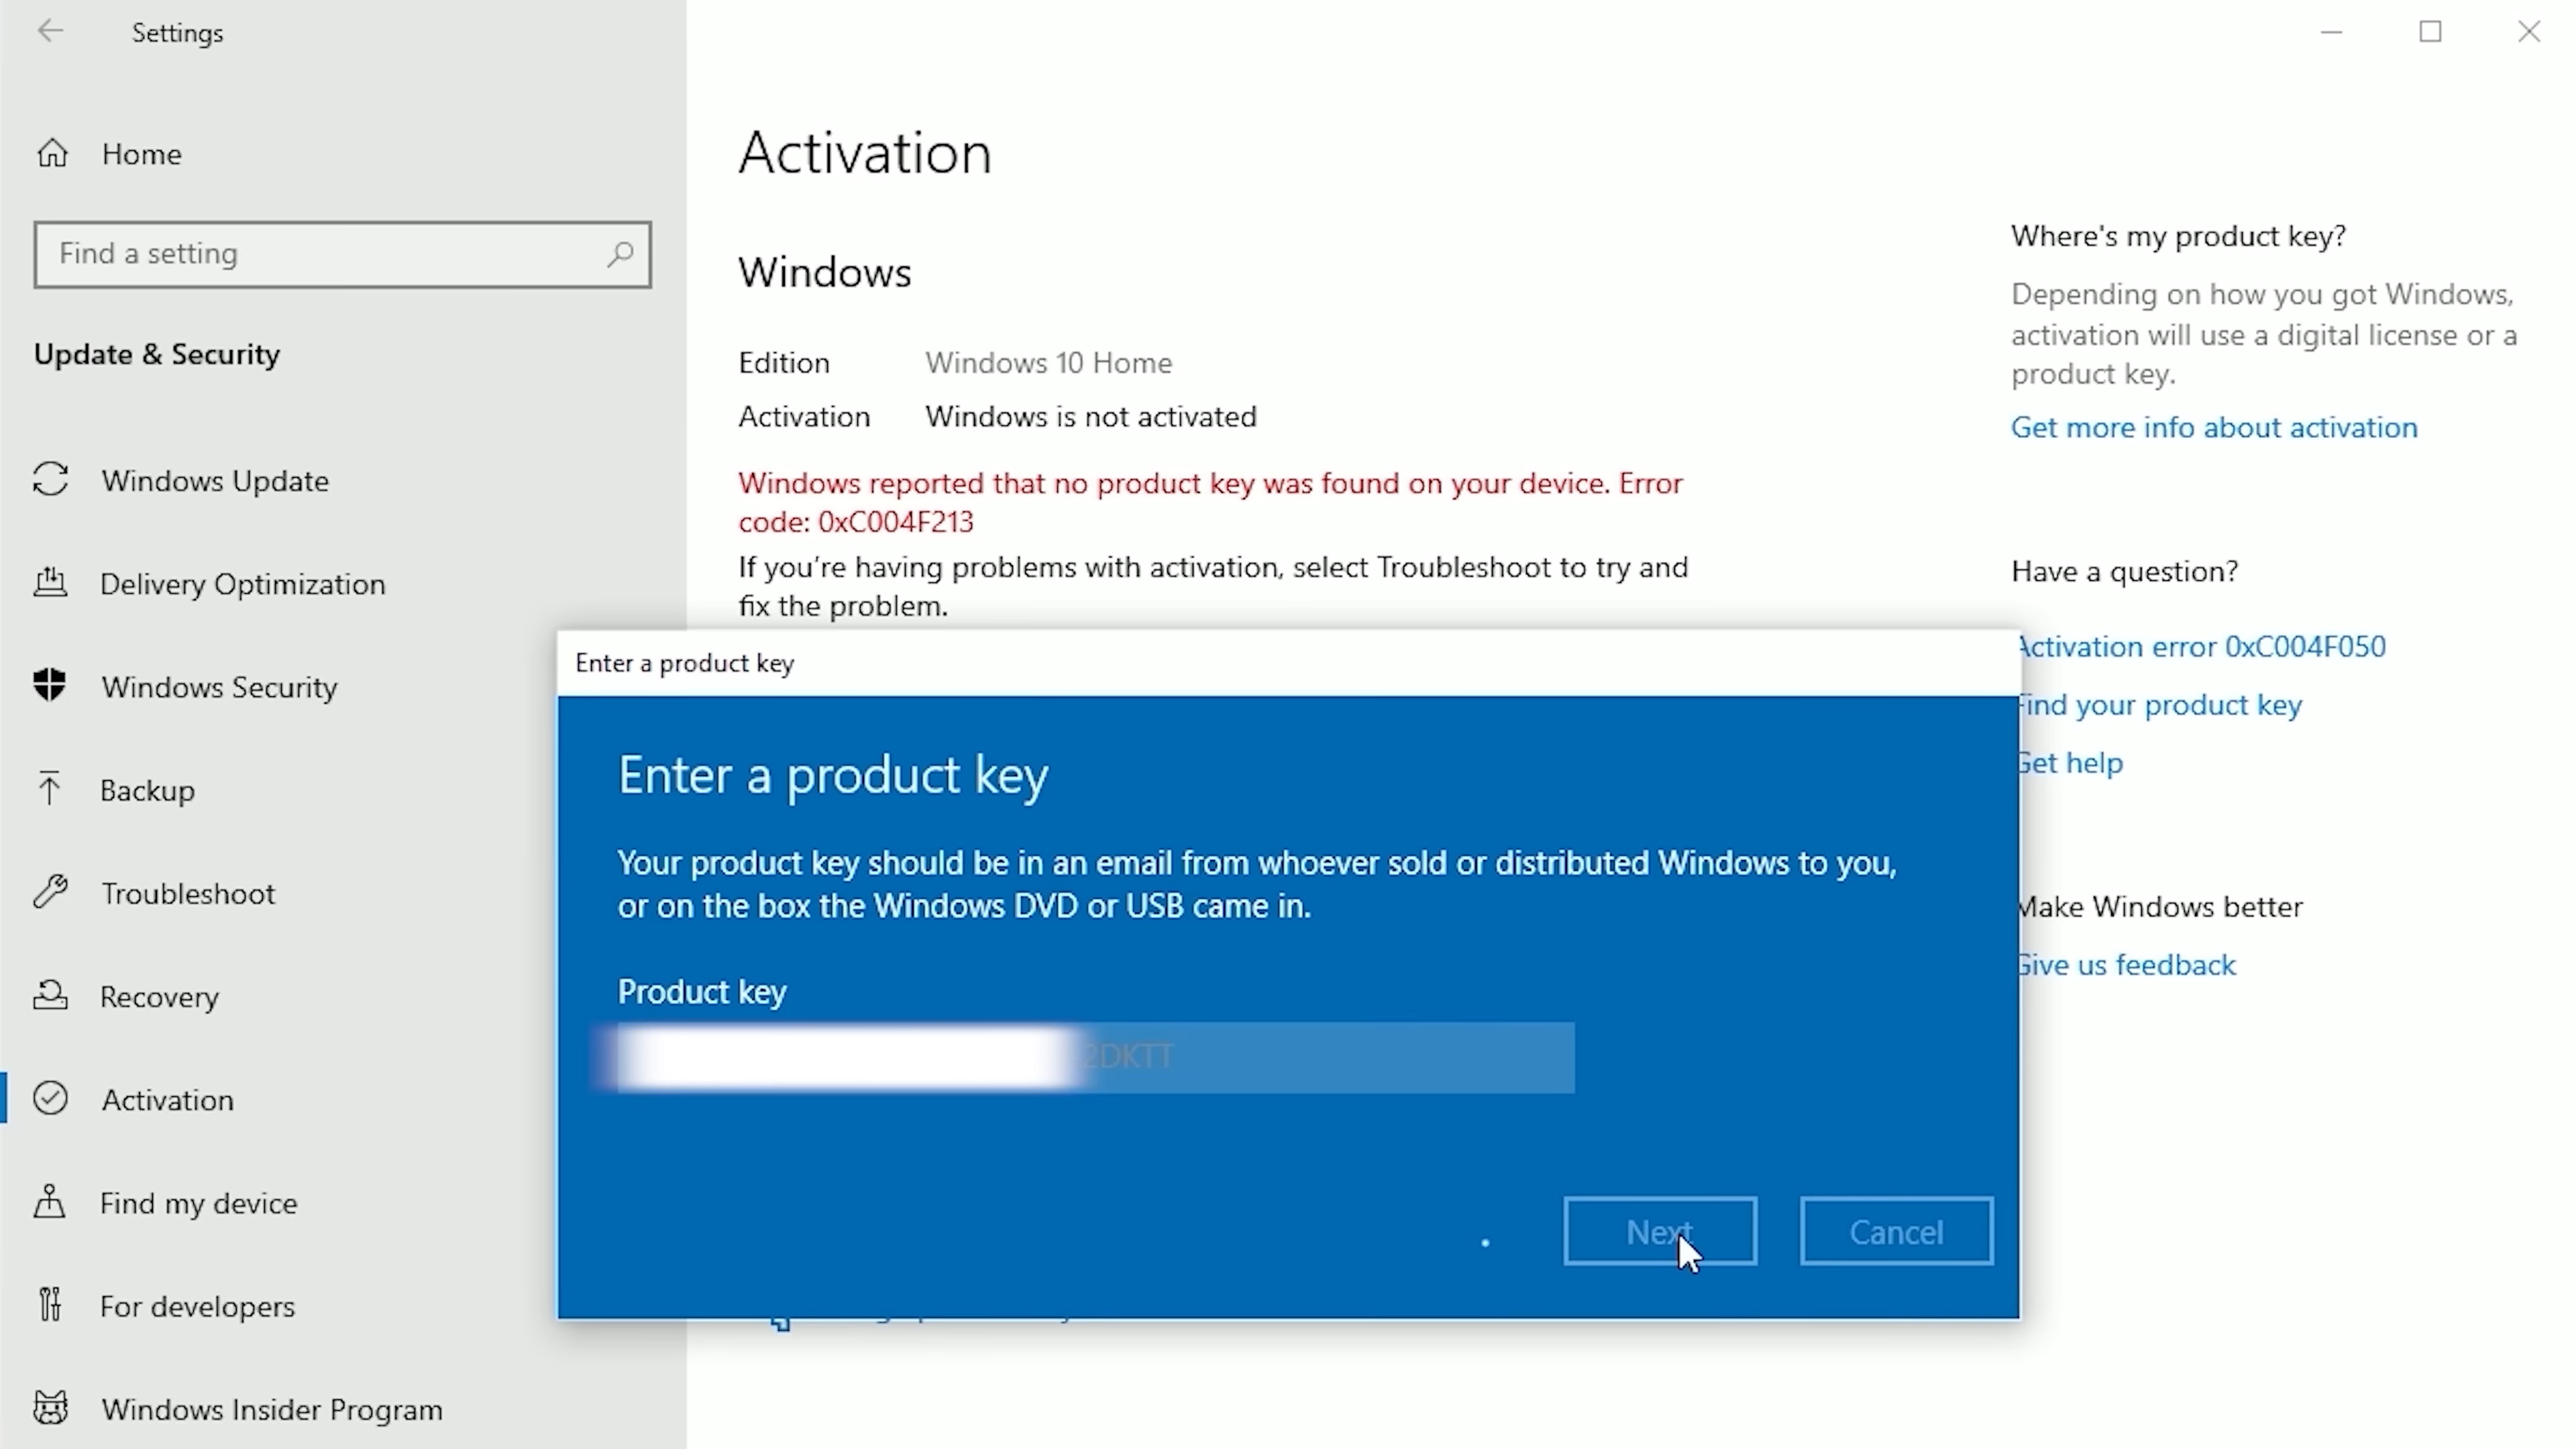 Settings
Home
Find a setting
Update & Security
Windows Update
Delivery Optimization
Windows Security
Backup
Troubleshoot
Recovery
Activation
Find my device
For developers
Windows Insider Program
Activation
Windows
Edition Windows 10 Home
Activation Windows is not activated
Windows reported that no product key was found on your device. Error
code: 0xC004F213
If you're having problems with activation, select Troubleshoot to try and
fix the problem.
Enter a product key
Enter a product key
Your product key should be in an email from whoever sold or distributed Windows to you,
or on the box the Windows DVD or USB came in.
Product key
2DKTT
Next
Cancel
Where's my product key?
Depending on how you got Windows,
activation will use a digital license or a
product key.
Get more info about activation
Have a question?
Activation error 0xC004F050
Find your product key
Get help
Make Windows better
Give us feedback